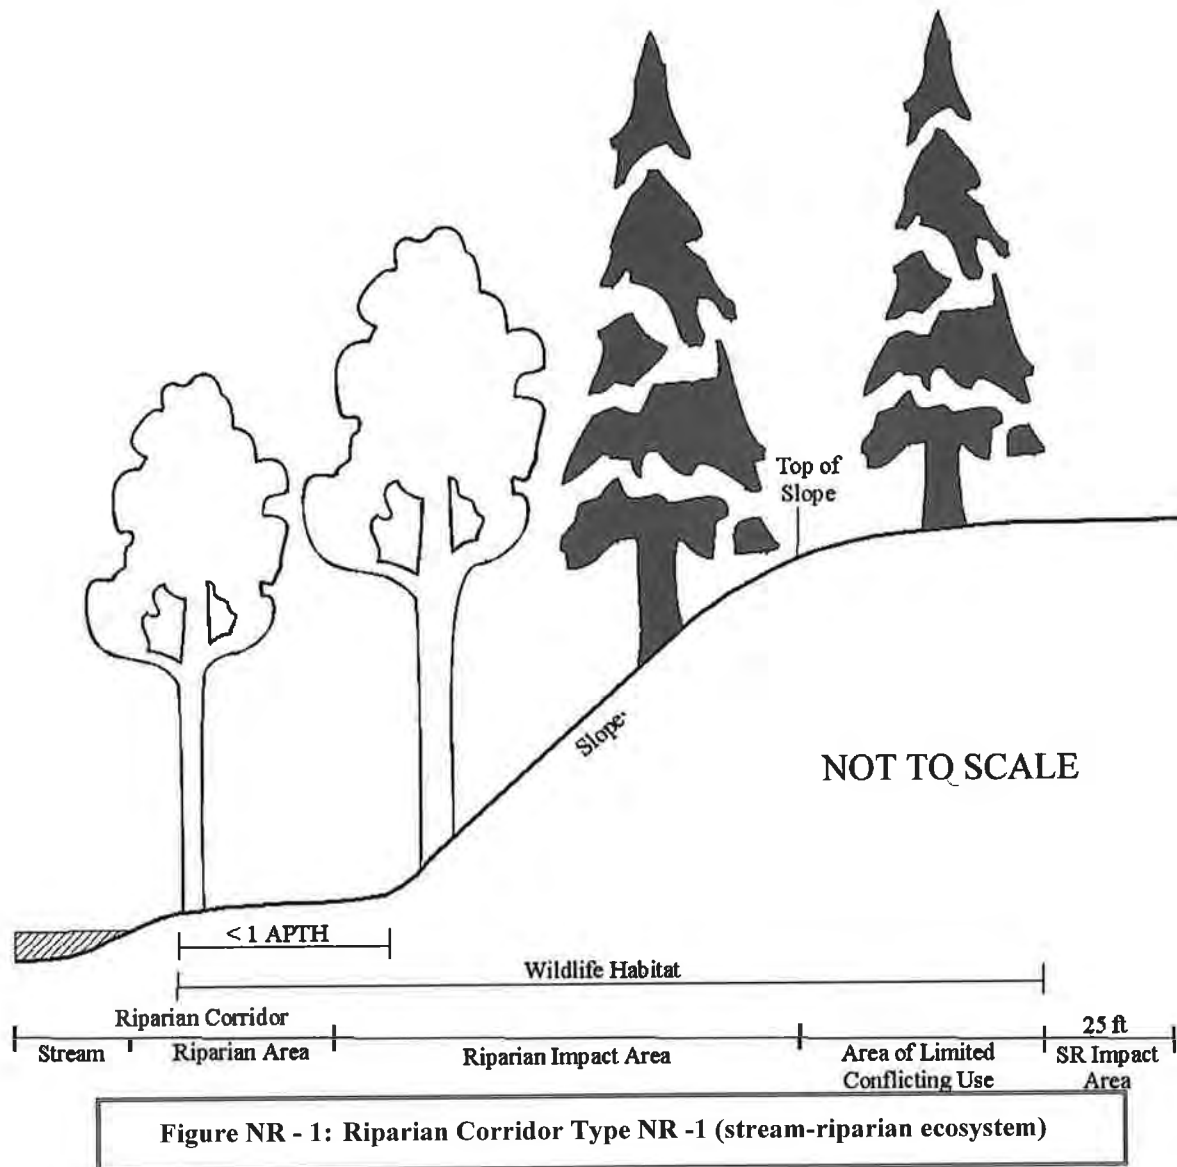 Top of
Slope
Slope
NOT TO SCALE
< 1 APTH
Wildlife Habitat
Riparian Corridor
25 ft
Stream
Riparian Area
Riparian Impact Area
Area of Limited
Conflicting Use
SR Impact
Area
Figure NR - 1: Riparian Corridor Type NR -1 (stream-riparian ecosystem)